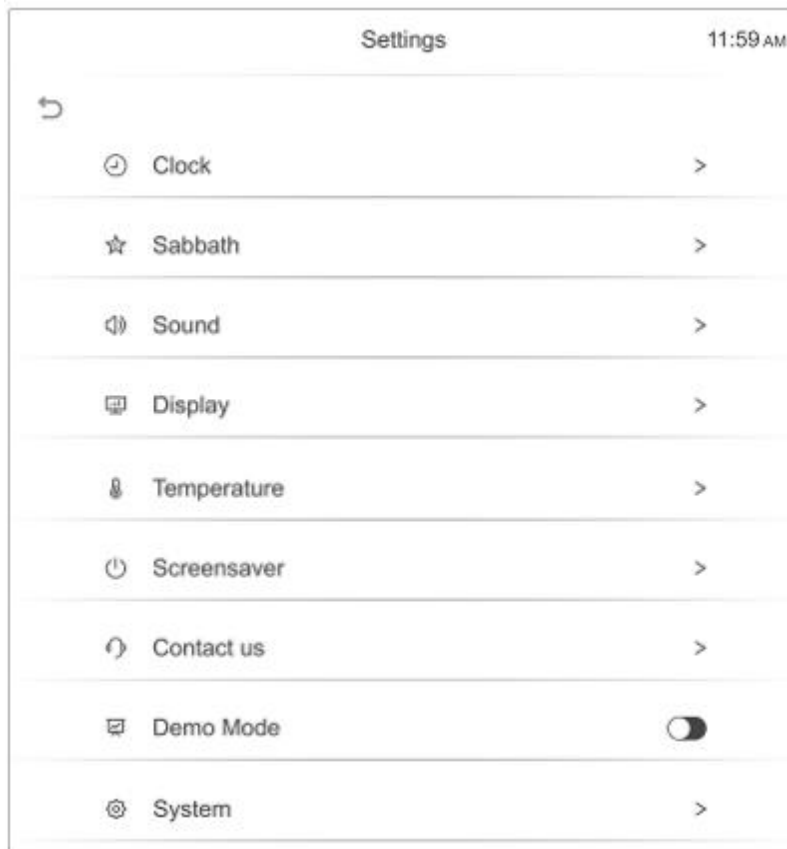 Settings 11:59 AM
Clock >
Sabbath >
Sound >
Display >
Temperature >
Screensaver >
Contact us >
Demo Mode
System >